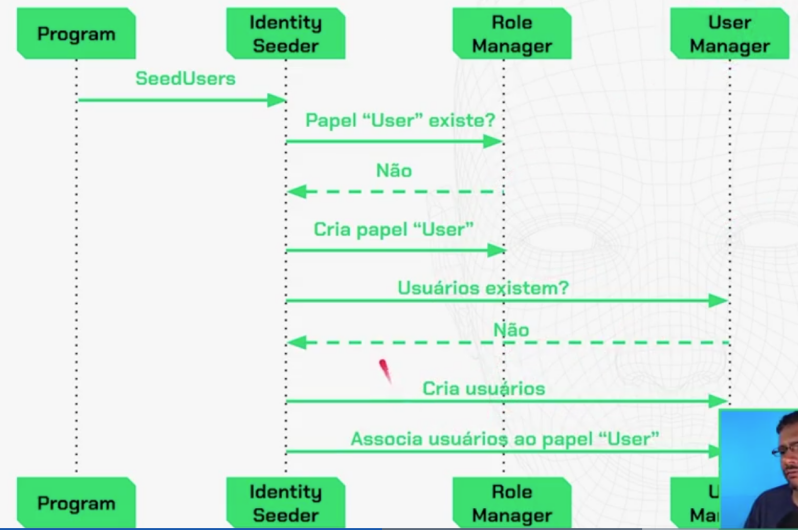 Program
Identity
Seeder
Role
Manager
User
Manager
SeedUsers
Papel “User” existe?
Não
Cria papel “User”
Usuários existem?
Não
Cria usuários
Associa usuários ao papel “User”
Program
Identity
Seeder
Role
Manager